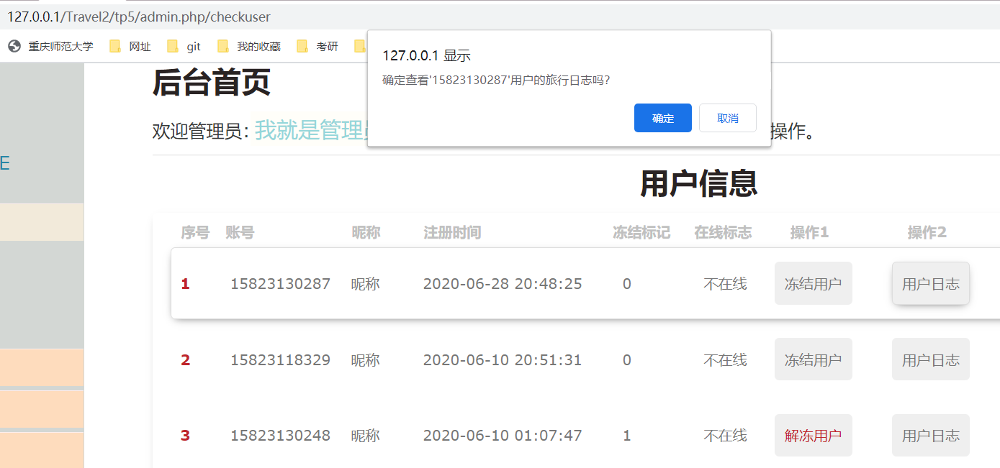 127.0.0.1/Travel2/tp5/admin.php/checkuser
重庆师范大学 网址 git 我的收藏 考研
127.0.0.1 显示
确定查看'15823130287'用户的旅行日志吗?
确定 取消
后台首页
欢迎管理员: 我就是管理 操作。
E
用户信息
序号 账号 昵称 注册时间 冻结标记 在线标志 操作1 操作2
1 15823130287 昵称 2020-06-28 20:48:25 0 不在线 冻结用户 用户日志
2 15823118329 昵称 2020-06-10 20:51:31 0 不在线 冻结用户 用户日志
3 15823130248 昵称 2020-06-10 01:07:47 1 不在线 解冻用户 用户日志